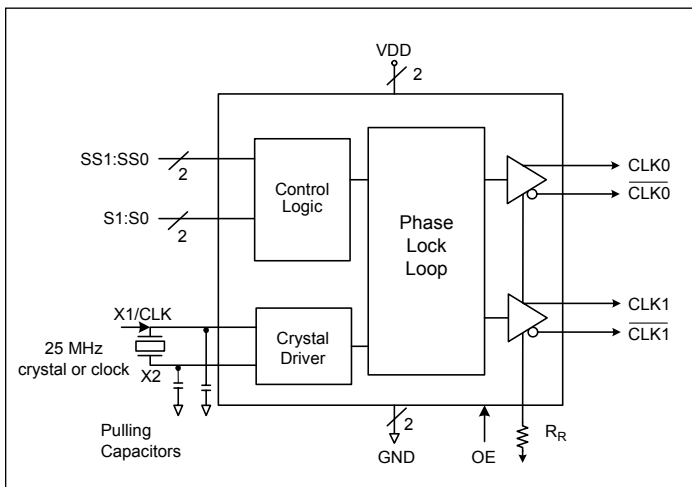 VDD
2
SS1:SS0
2
S1:S0
2
Control
Logic
Phase
Lock
Loop
CLK0
CLK0
X1/CLK
25 MHz
crystal or clock
X2
Crystal
Driver
CLK1
CLK1
Pulling
Capacitors
2
GND
OE
RR